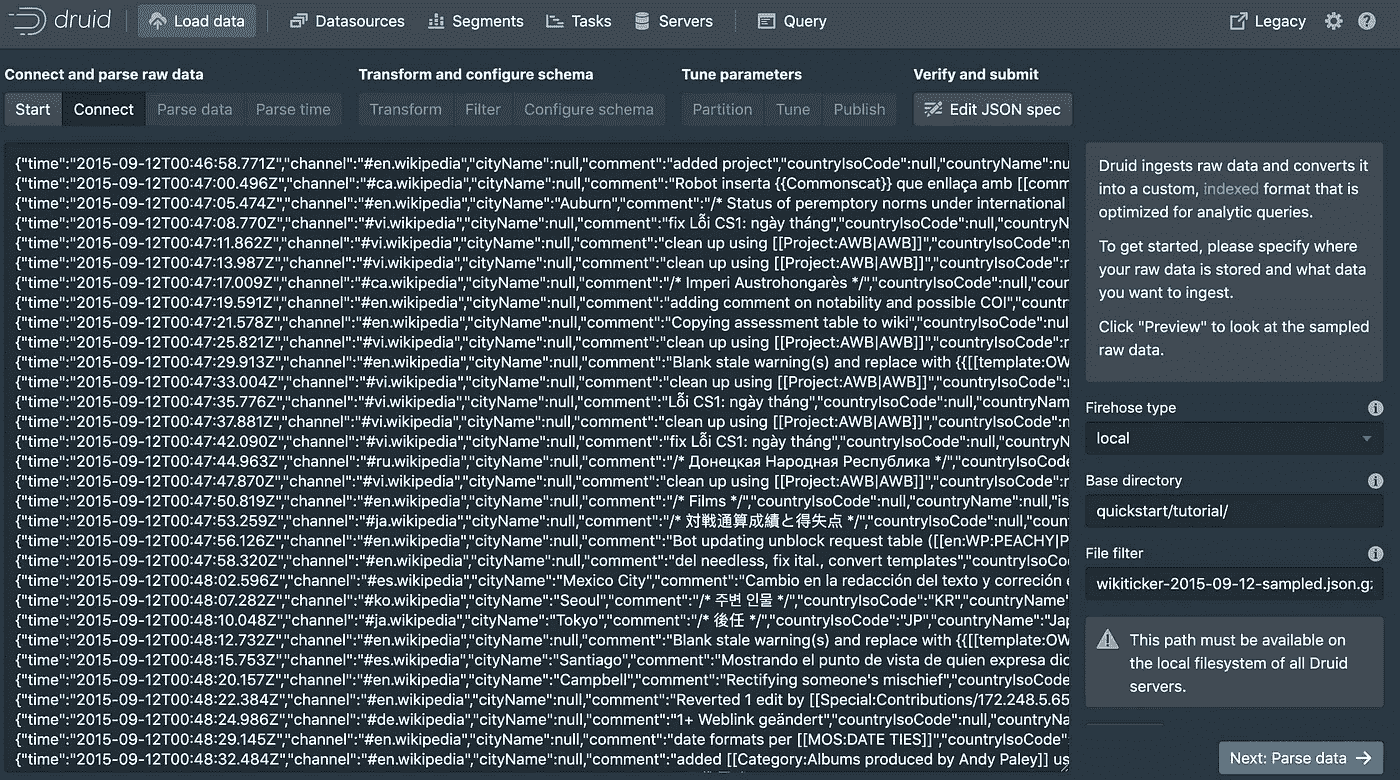 druid
Load data
Datasources
Segments
Tasks
Servers
Query
Legacy
Connect and parse raw data
Transform and configure schema
Tune parameters
Verify and submit
Start
Connect
Parse data
Parse time
Transform
Filter
Configure schema
Partition
Tune
Publish
Edit JSON spec
{"time":"2015-09-12T00:46:58.771Z","channel":"#en.wikipedia","cityName":null,"comment":"added project","countryIsoCode":null,"countryName":nu
{"time":"2015-09-12T00:47:00.496Z","channel":"#ca.wikipedia","cityName":null,"comment":"Robot inserta {{Commonscat}} que enllaça amb [[comm
{"time":"2015-09-12T00:47:05.474Z","channel":"#en.wikipedia","cityName":"Auburn","comment":"/* Status of peremptory norms under international
{"time":"2015-09-12T00:47:08.770Z","channel":"#vi.wikipedia","cityName":null,"comment":"fix Lỗi CS1: ngày tháng","countryIsoCode":null,"countryN
{"time":"2015-09-12T00:47:11.862Z","channel":"#vi.wikipedia","cityName":null,"comment":"clean up using [[Project:AWB|AWB]]","countryIsoCode":n
{"time":"2015-09-12T00:47:13.987Z","channel":"#vi.wikipedia","cityName":null,"comment":"clean up using [[Project:AWB|AWB]]","countryIsoCode":r
{"time":"2015-09-12T00:47:17.009Z","channel":"#ca.wikipedia","cityName":null,"comment":"/* Imperi Austrohongarès */","countryIsoCode":null,"cou
{"time":"2015-09-12T00:47:19.591Z","channel":"#en.wikipedia","cityName":null,"comment":"adding comment on notability and possible COI","countr
{"time":"2015-09-12T00:47:21.578Z","channel":"#en.wikipedia","cityName":null,"comment":"Copying assessment table to wiki","countryIsoCode":nul
{"time":"2015-09-12T00:47:25.821Z","channel":"#vi.wikipedia","cityName":null,"comment":"clean up using [[Project:AWB|AWB]]","countryIsoCode":n
{"time":"2015-09-12T00:47:29.913Z","channel":"#en.wikipedia","cityName":null,"comment":"Blank stale warning(s) and replace with {{[[template:OW
{"time":"2015-09-12T00:47:33.004Z","channel":"#vi.wikipedia","cityName":null,"comment":"clean up using [[Project:AWB|AWB]]","countryIsoCode":
{"time":"2015-09-12T00:47:35.776Z","channel":"#vi.wikipedia","cityName":null,"comment":"Lỗi CS1: ngày tháng","countryIsoCode":null,"countryNam
{"time":"2015-09-12T00:47:37.881Z","channel":"#vi.wikipedia","cityName":null,"comment":"clean up using [[Project:AWB|AWB]]","countryIsoCode":n
{"time":"2015-09-12T00:47:42.090Z","channel":"#vi.wikipedia","cityName":null,"comment":"fix Lỗi CS1: ngày tháng","countryIsoCode":null,"countryN
{"time":"2015-09-12T00:47:44.963Z","channel":"#ru.wikipedia","cityName":null,"comment":"/* Донецкая Народная Республика */","countryIsoCode
{"time":"2015-09-12T00:47:47.870Z","channel":"#vi.wikipedia","cityName":null,"comment":"clean up using [[Project:AWB|AWB]]","countryIsoCode":
{"time":"2015-09-12T00:47:50.819Z","channel":"#en.wikipedia","cityName":null,"comment":"/* Films */","countryIsoCode":null,"countryName":null,"is
{"time":"2015-09-12T00:47:53.259Z","channel":"#ja.wikipedia","cityName":null,"comment":"/* 対戦通算成績と得失点 */","countryIsoCode":null,"coun
{"time":"2015-09-12T00:47:56.126Z","channel":"#en.wikipedia","cityName":null,"comment":"Bot updating unblock request table ([[en:WP:PEACHY|P
{"time":"2015-09-12T00:47:58.320Z","channel":"#en.wikipedia","cityName":null,"comment":"del needless, fix ital., convert templates","countryIsoCode
{"time":"2015-09-12T00:48:02.596Z","channel":"#es.wikipedia","cityName":"Mexico City","comment":"Cambio en la redacción del texto y correción e
{"time":"2015-09-12T00:48:07.282Z","channel":"#ko.wikipedia","cityName":"Seoul","comment":"/* 주변 인물 */","countryIsoCode":"KR","countryName"
{"time":"2015-09-12T00:48:10.048Z","channel":"#ja.wikipedia","cityName":"Tokyo","comment":"/* 後任 */","countryIsoCode":"JP","countryName":"Jap
{"time":"2015-09-12T00:48:12.732Z","channel":"#en.wikipedia","cityName":null,"comment":"Blank stale warning(s) and replace with {{[[template:OW
{"time":"2015-09-12T00:48:15.753Z","channel":"#es.wikipedia","cityName":"Santiago","comment":"Mostrando el punto de vista de quien expresa dic
{"time":"2015-09-12T00:48:20.157Z","channel":"#en.wikipedia","cityName":"Campbell","comment":"Rectifying someone's mischief","countryIsoCode
{"time":"2015-09-12T00:48:22.384Z","channel":"#en.wikipedia","cityName":null,"comment":"Reverted 1 edit by [[Special:Contributions/172.248.5.65
{"time":"2015-09-12T00:48:24.986Z","channel":"#de.wikipedia","cityName":null,"comment":"1+ Weblink geändert","countryIsoCode":null,"countryNa
{"time":"2015-09-12T00:48:29.145Z","channel":"#en.wikipedia","cityName":null,"comment":"date formats per [[MOS:DATE TIES]]","countryIsoCode":
{"time":"2015-09-12T00:48:32.484Z","channel":"#en.wikipedia","cityName":null,"comment":"added [[Category:Albums produced by Andy Paley]] us
Druid ingests raw data and converts it
into a custom, indexed format that is
optimized for analytic queries.
To get started, please specify where
your raw data is stored and what data
you want to ingest.
Click "Preview" to look at the sampled
raw data.
Firehose type
local
Base directory
quickstart/tutorial/
File filter
wikiticker-2015-09-12-sampled.json.g
This path must be available on
the local filesystem of all Druid
servers.
Next: Parse data